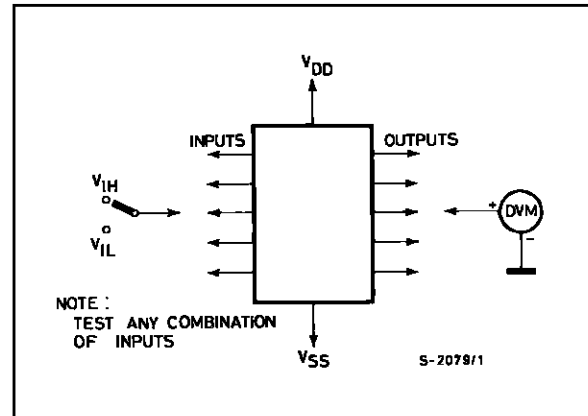 VDD
INPUTS
OUTPUTS
VIH
VIL
+
DVM
-
NOTE :
TEST ANY COMBINATION
OF INPUTS
VSS
S-2079/1